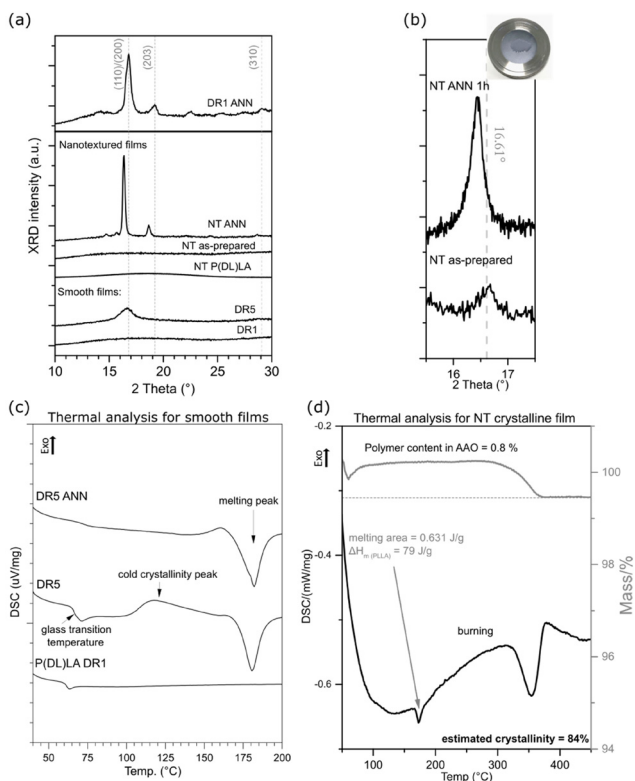 (a)
(110)/(200)
(203)
(310)
DR1 ANN
Nanotextured films
NT ANN
NT as-prepared
NT P(DL)LA
Smooth films:
DR5
DR1
XRD intensity (a.u.)
10 15 20 25 30
2 Theta (°)
(b)
NT ANN 1h
16.61°
NT as-prepared
16 17
2 Theta (°)
(c) Thermal analysis for smooth films
Exo
DR5 ANN
melting peak
DR5
cold crystallinity peak
glass transition
temperature
P(DL)LA DR1
DSC (uV/mg)
50 75 100 125 150 175 200
Temp. (°C)
(d) Thermal analysis for NT crystalline film
-0.2
-0.4
-0.6
Exo
DSC/(mW/mg)
Polymer content in AAO = 0.8 %
melting area = 0.631 J/g
ΔHm (PLLA) = 79 J/g
burning
estimated crystallinity = 84%
100
98
96
94
Mass/%
50 100 200 300 400
Temp (°C)